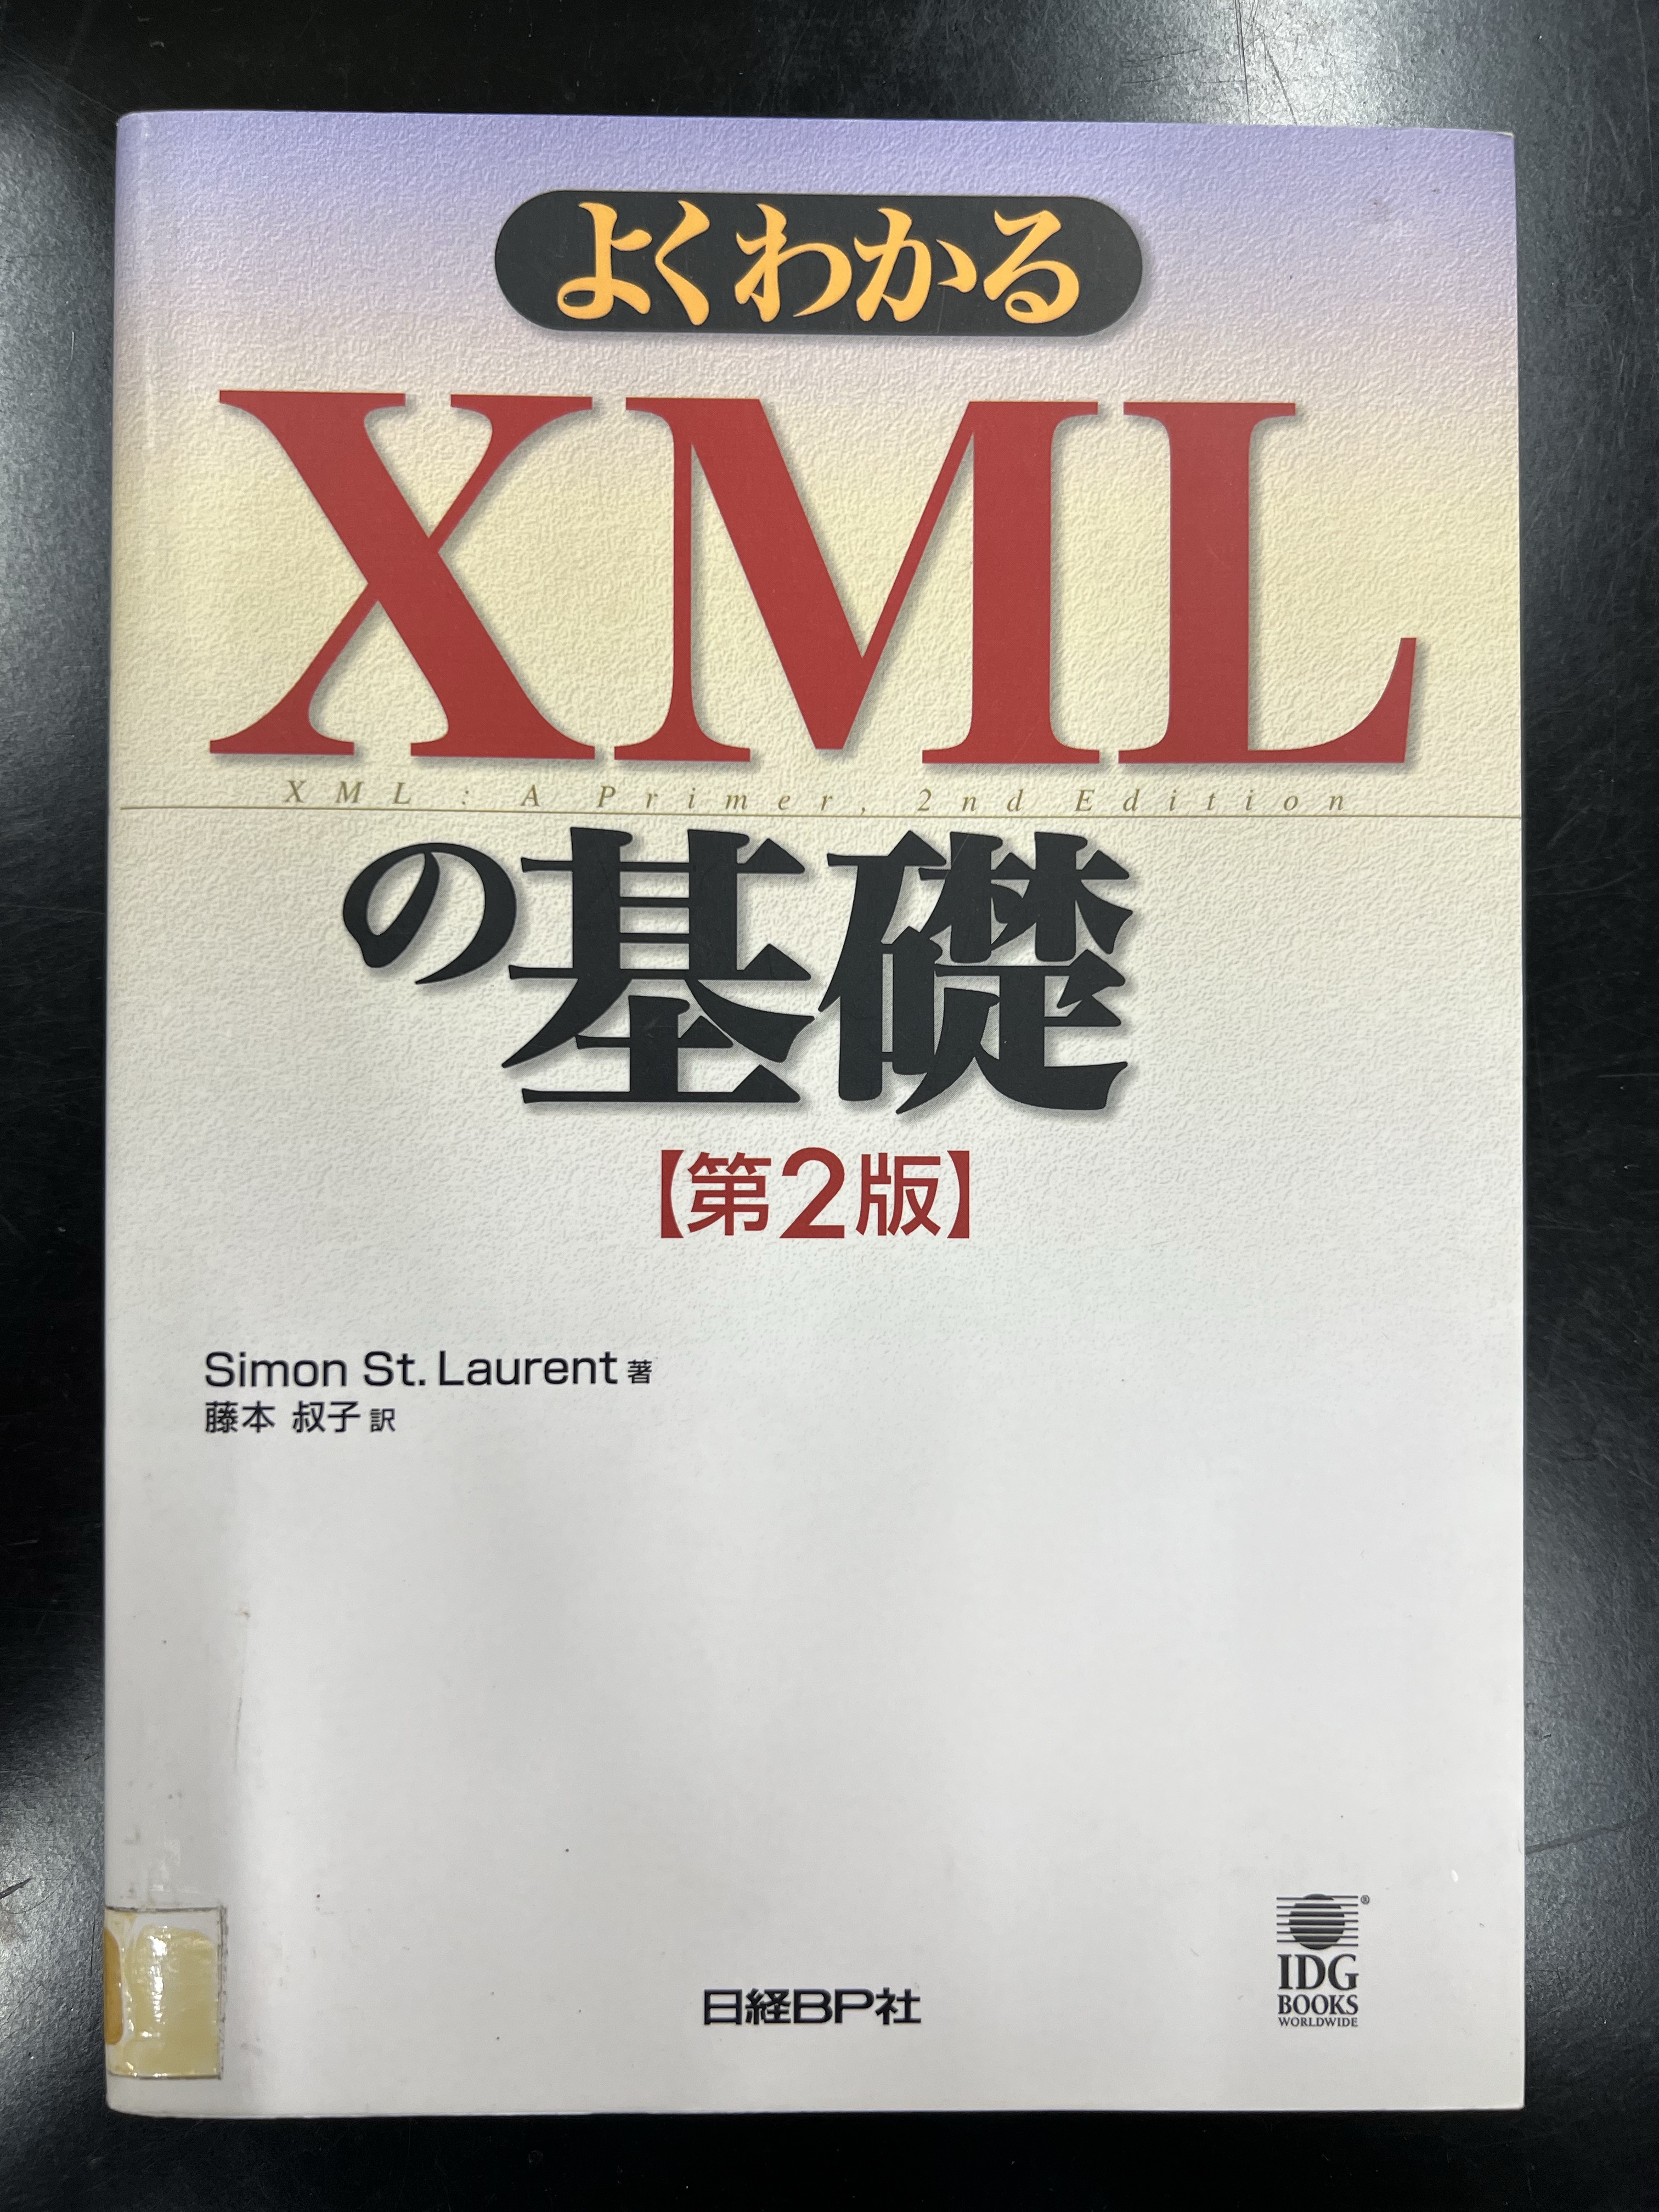 よくわかる
XML
XML : A Primer, 2nd Edition
の基礎
【第2版】
Simon St. Laurent 著
藤本 叔子 訳
日経BP社
®
IDG
BOOKS
WORLDWIDE